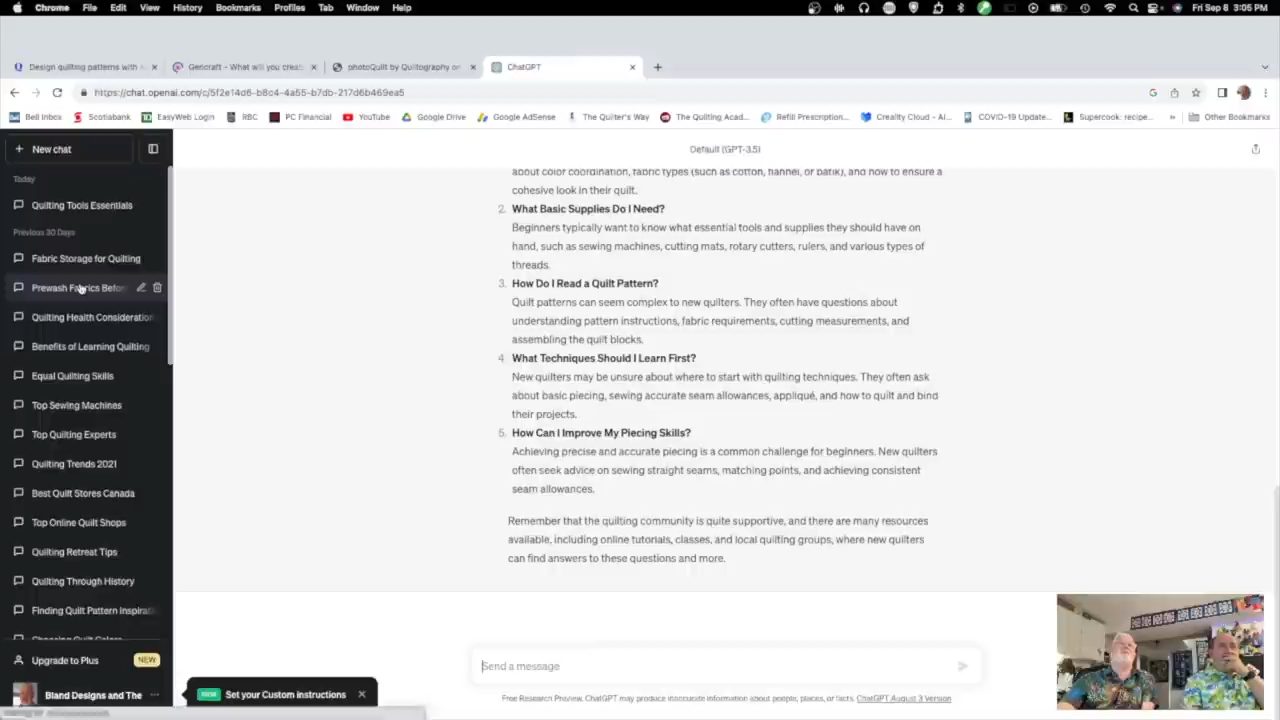 Chrome File Edit View History Bookmarks Profiles Tab Window Help
Fri Sep 8 3:05 PM
Design quilting patterns with
Gencraft - What will you creat
photoQuilt by Quiltography on
ChatGPT
https://chat.openai.com/c/5f2e14d6-b8c4-4a55-b7db-217d6b469ea5
Bell Inbox Scotiabank EasyWeb Login RBC PC Financial YouTube Google Drive Google AdSense The Quilter's Way The Quilting Acad... Refill Prescription... Creality Cloud - Al... COVID-19 Update... Supercook: recipe... » Other Bookmarks
+ New chat
Default (GPT-3.5)
Today
Quilting Tools Essentials
Previous 30 Days
Fabric Storage for Quilting
Prewash Fabrics Befor
Quilting Health Consideration
Benefits of Learning Quilting
Equal Quilting Skills
Top Sewing Machines
Top Quilting Experts
Quilting Trends 2021
Best Quilt Stores Canada
Top Online Quilt Shops
Quilting Retreat Tips
Quilting Through History
Finding Quilt Pattern Inspirati
Choosing Quilt Colors
Upgrade to Plus NEW
Bland Designs and The ...
NEW Set your Custom instructions
about color coordination, fabric types (such as cotton, flannel, or batik), and how to ensure a
cohesive look in their quilt.
2. What Basic Supplies Do I Need?
Beginners typically want to know what essential tools and supplies they should have on
hand, such as sewing machines, cutting mats, rotary cutters, rulers, and various types of
threads.
3. How Do I Read a Quilt Pattern?
Quilt patterns can seem complex to new quilters. They often have questions about
understanding pattern instructions, fabric requirements, cutting measurements, and
assembling the quilt blocks.
4. What Techniques Should I Learn First?
New quilters may be unsure about where to start with quilting techniques. They often ask
about basic piecing, sewing accurate seam allowances, appliqué, and how to quilt and bind
their projects.
5. How Can I Improve My Piecing Skills?
Achieving precise and accurate piecing is a common challenge for beginners. New quilters
often seek advice on sewing straight seams, matching points, and achieving consistent
seam allowances.
Remember that the quilting community is quite supportive, and there are many resources
available, including online tutorials, classes, and local quilting groups, where new quilters
can find answers to these questions and more.
Send a message
Free Research Preview. ChatGPT may produce inaccurate information about people, places, or facts. ChatGPT August 3 Version